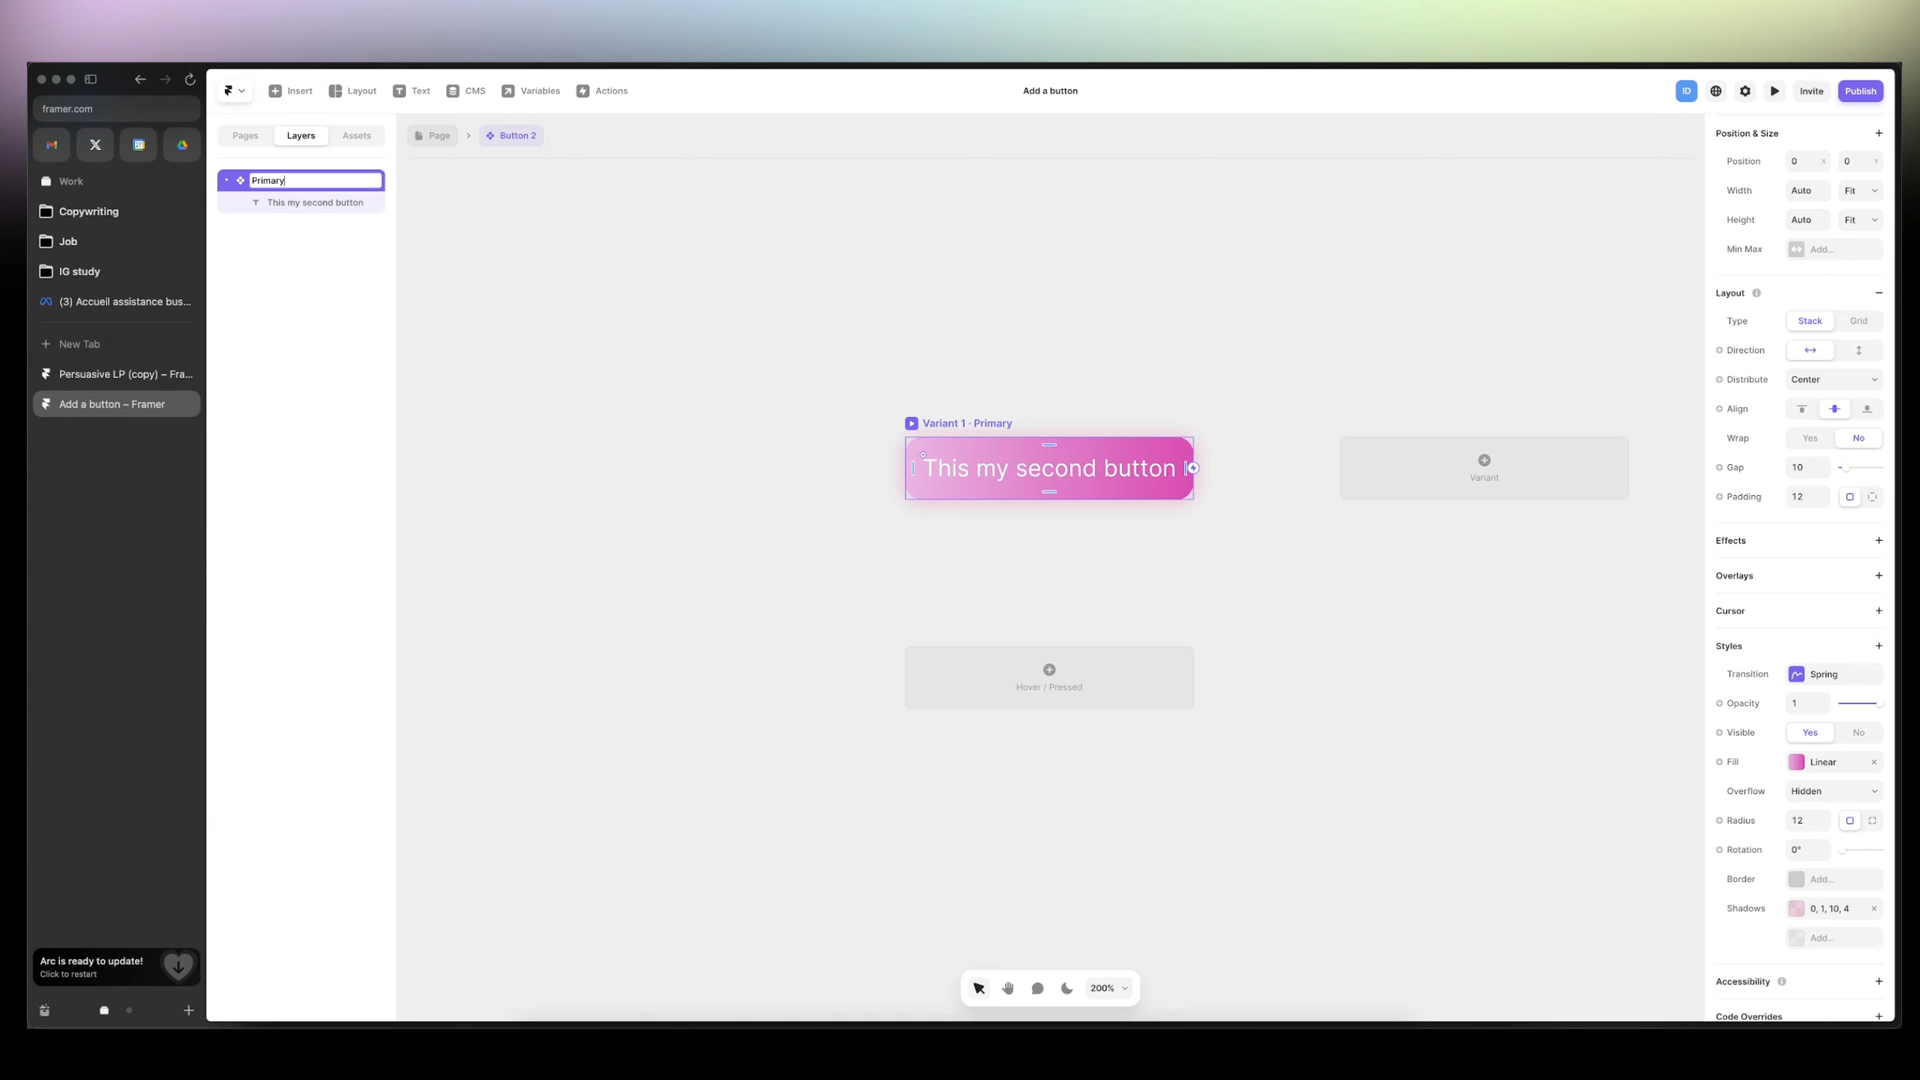 framer.com
Work
Copywriting
Job
IG study
(3) Accueil assistance bus...
New Tab
Persuasive LP (copy) – Fra...
Add a button – Framer
Arc is ready to update!
Click to restart
Insert
Layout
Text
CMS
Variables
Actions
Add a button
ID
Invite
Publish
Pages
Layers
Assets
Primary
This my second button
Page
Button 2
Variant 1 · Primary
This my second button
Variant
Hover / Pressed
200%
Position & Size
Position 0 X 0 Y
Width Auto Fit
Height Auto Fit
Min Max Add...
Layout
Type Stack Grid
Direction
Distribute Center
Align
Wrap Yes No
Gap 10
Padding 12
Effects
Overlays
Cursor
Styles
Transition Spring
Opacity 1
Visible Yes No
Fill Linear
Overflow Hidden
Radius 12
Rotation 0°
Border Add...
Shadows 0, 1, 10, 4
Add...
Accessibility
Code Overrides